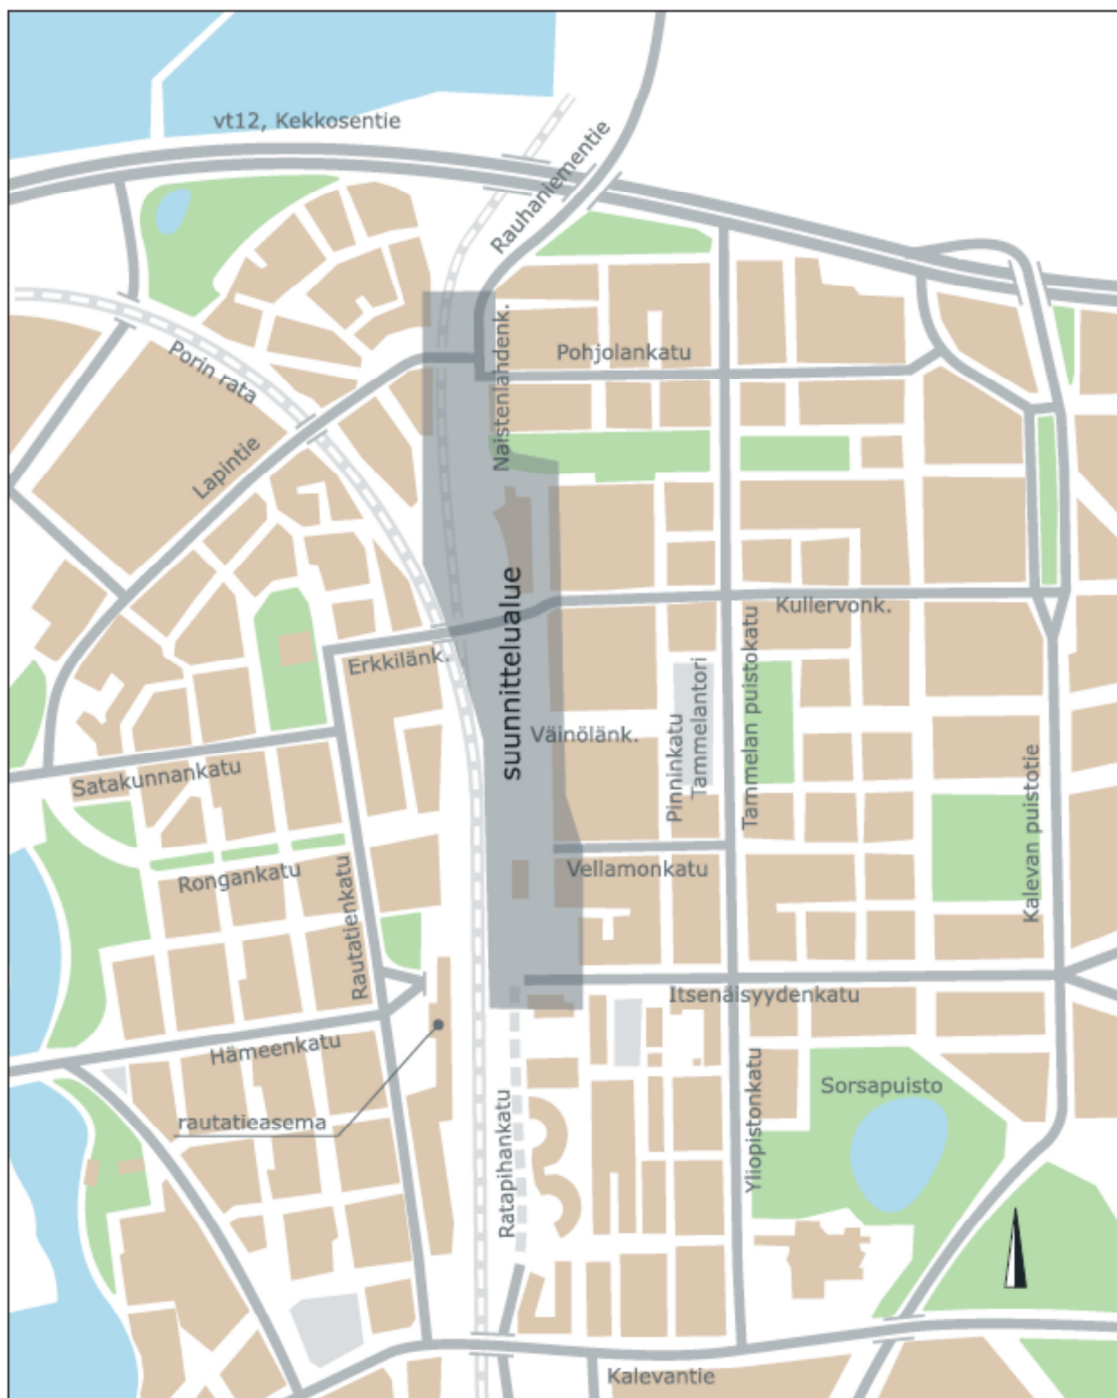 vt12, Kekkosentie
Rauhaniementie
Naistenlahdenk.
Pohjolankatu
Porin rata
Lapintie
suunnittelualue
Kullervonk.
Erkkilänk.
Tammelan puistokatu
Tammelantori
Pinninkatu
Väinölänk.
Satakunnankatu
Kalevan puistotie
Vellamonkatu
Rongankatu
Rautatienkatu
Itsenäisyydenkatu
Hämeenkatu
Sorsapuisto
rautatieasema
Ratapihankatu
Yliopistonkatu
Kalevantie